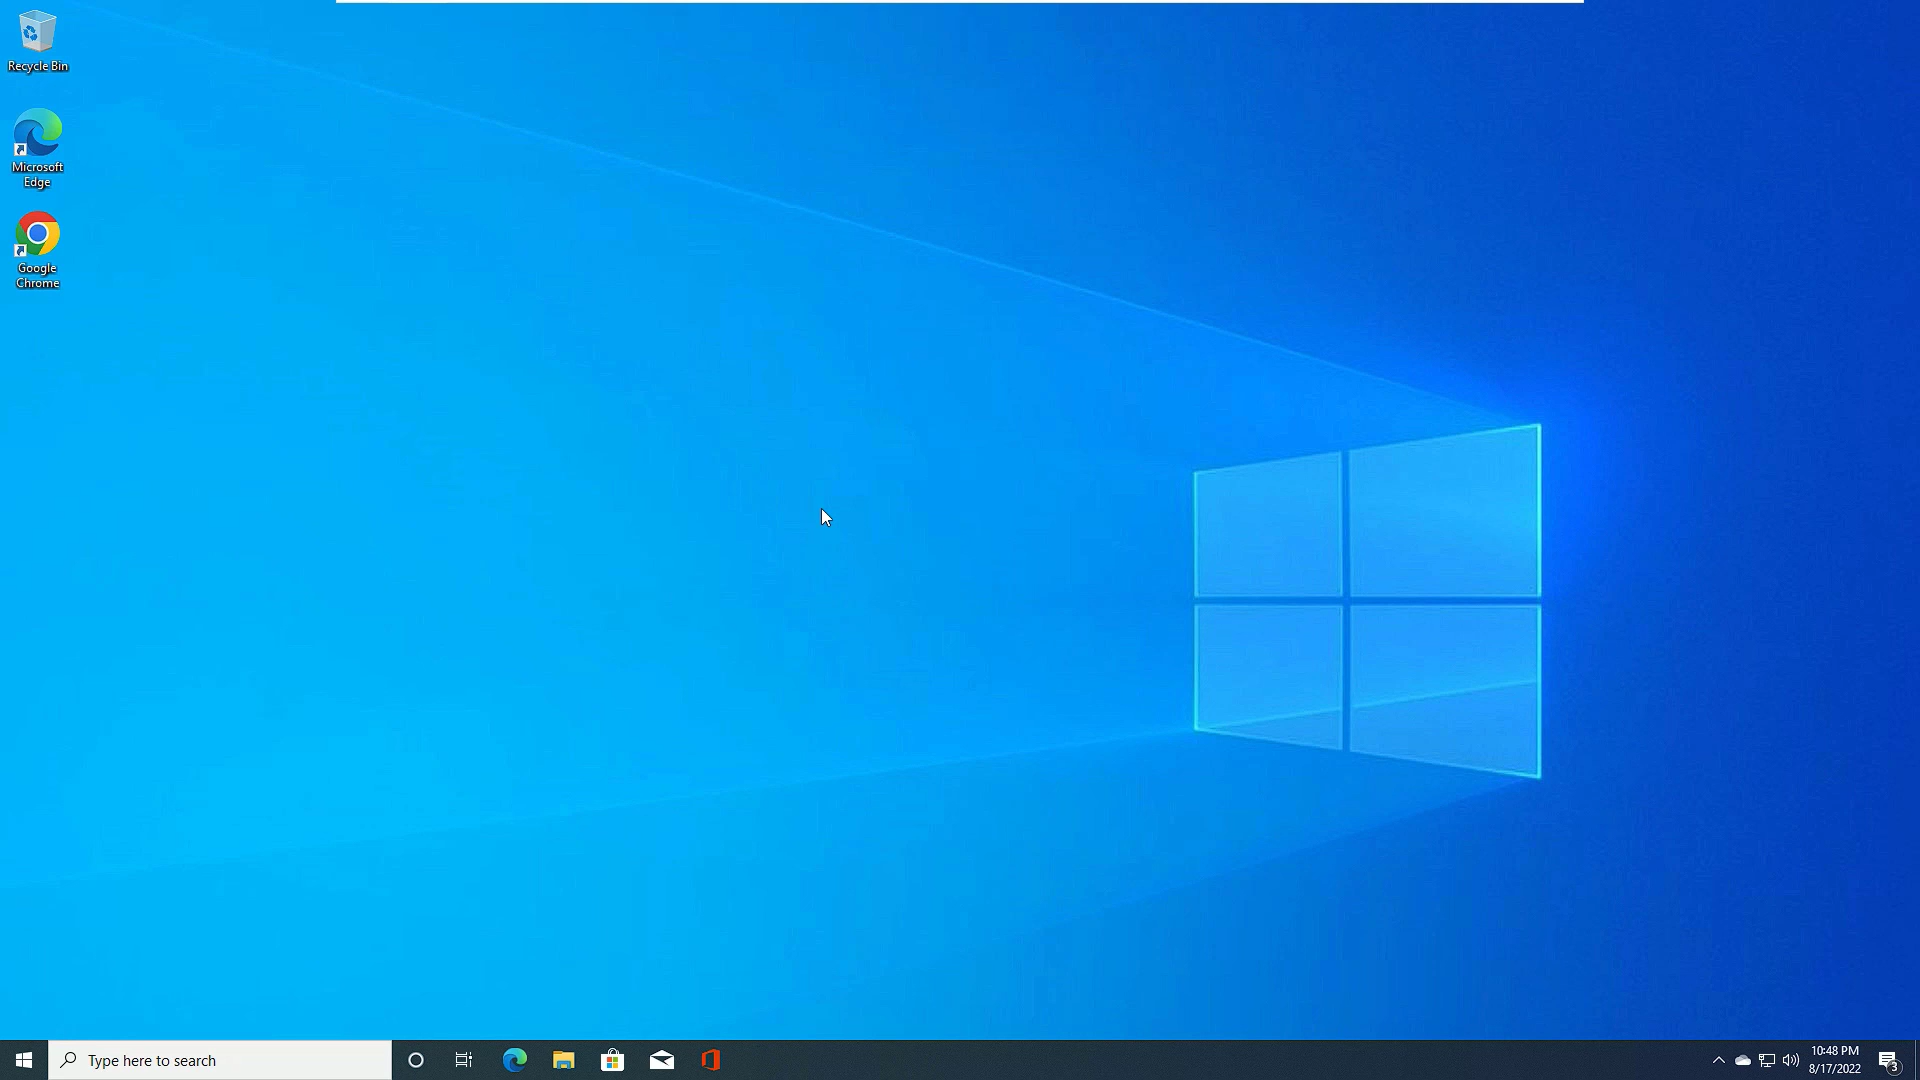 Recycle Bin
Microsoft
Edge
Google
Chrome
Type here to search
10:48 PM
8/17/2022
3